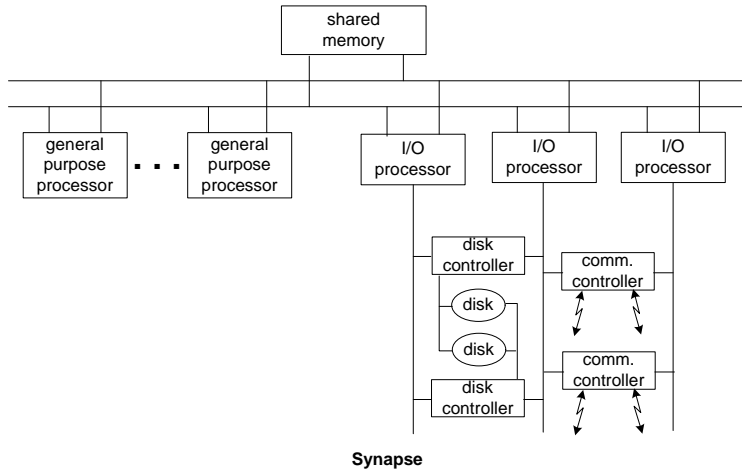 shared
memory
general
purpose
processor
. . .
general
purpose
processor
I/O
processor
I/O
processor
I/O
processor
disk
controller
comm.
controller
disk
disk
comm.
controller
disk
controller
Synapse